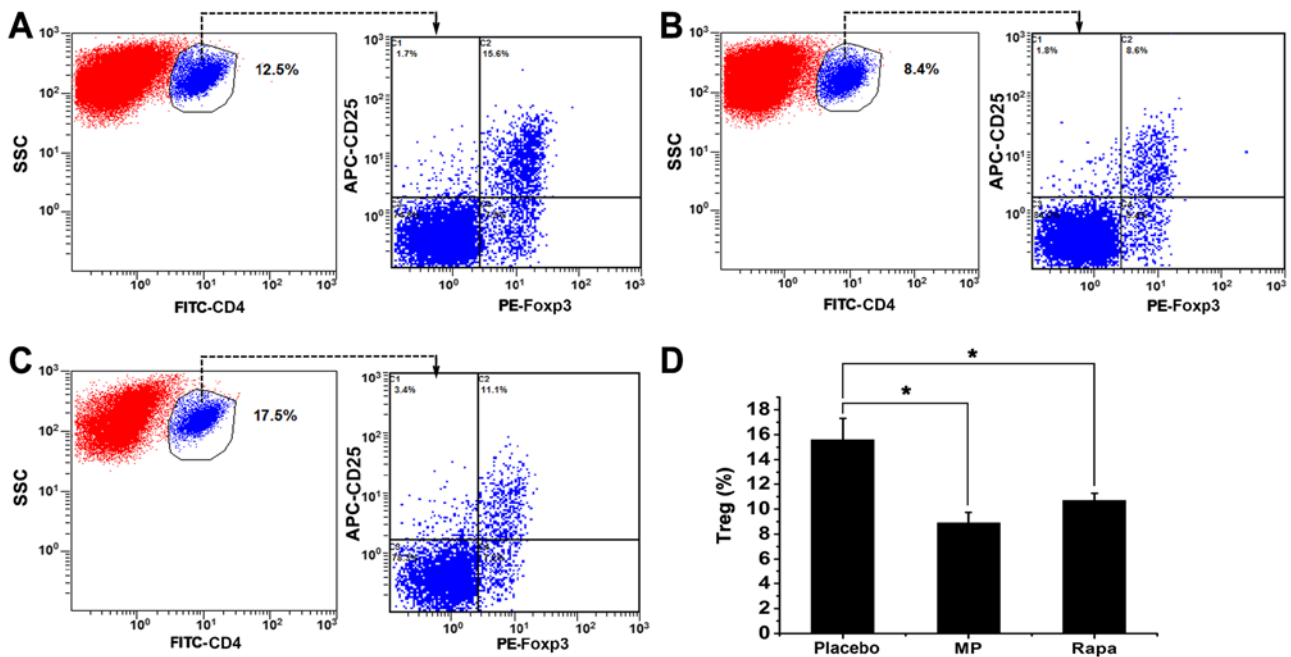 A
SSC
10³
10²
10¹
10⁰
12.5%
10⁰
10¹
10²
10³
FITC-CD4
APC-CD25
10³
10²
10¹
10⁰
C1
1.7%
C2
15.6%
10⁰
10¹
10²
10³
PE-Foxp3
B
SSC
10³
10²
10¹
10⁰
8.4%
10⁰
10¹
10²
10³
FITC-CD4
APC-CD25
10³
10²
10¹
10⁰
C1
1.8%
C2
8.6%
10⁰
10¹
10²
10³
PE-Foxp3
C
SSC
10³
10²
10¹
10⁰
17.5%
10⁰
10¹
10²
10³
FITC-CD4
APC-CD25
10³
10²
10¹
10⁰
C1
3.4%
C2
11.1%
10⁰
10¹
10²
10³
PE-Foxp3
D
*
*
Treg (%)
18
16
14
12
10
8
6
4
2
0
Placebo
MP
Rapa